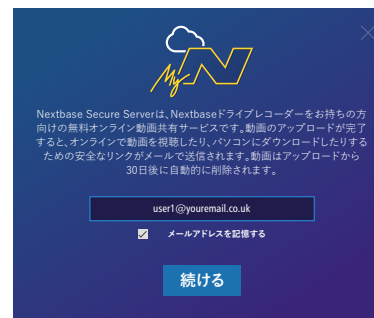 My N
Nextbase Secure Serverは、Nextbaseドライブレコーダーをお持ちの方
向けの無料オンライン動画共有サービスです。動画のアップロードが完了
すると、オンラインで動画を視聴したり、パソコンにダウンロードしたりする
ための安全なリンクがメールで送信されます。動画はアップロードから
30日後に自動的に削除されます。
user1@youremail.co.uk
メールアドレスを記憶する
続ける